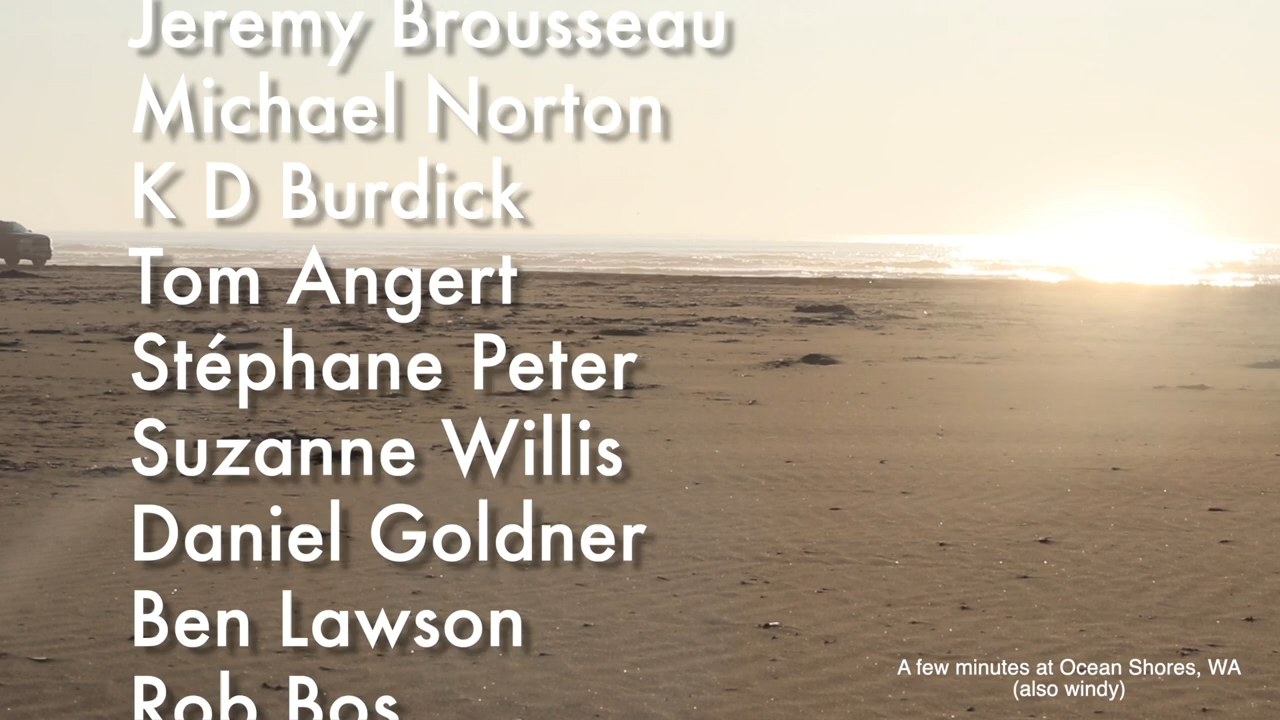 Jeremy Brousseau
Michael Norton
K D Burdick
Tom Angert
Stéphane Peter
Suzanne Willis
Daniel Goldner
Ben Lawson
Rob Bos
A few minutes at Ocean Shores, WA
(also windy)